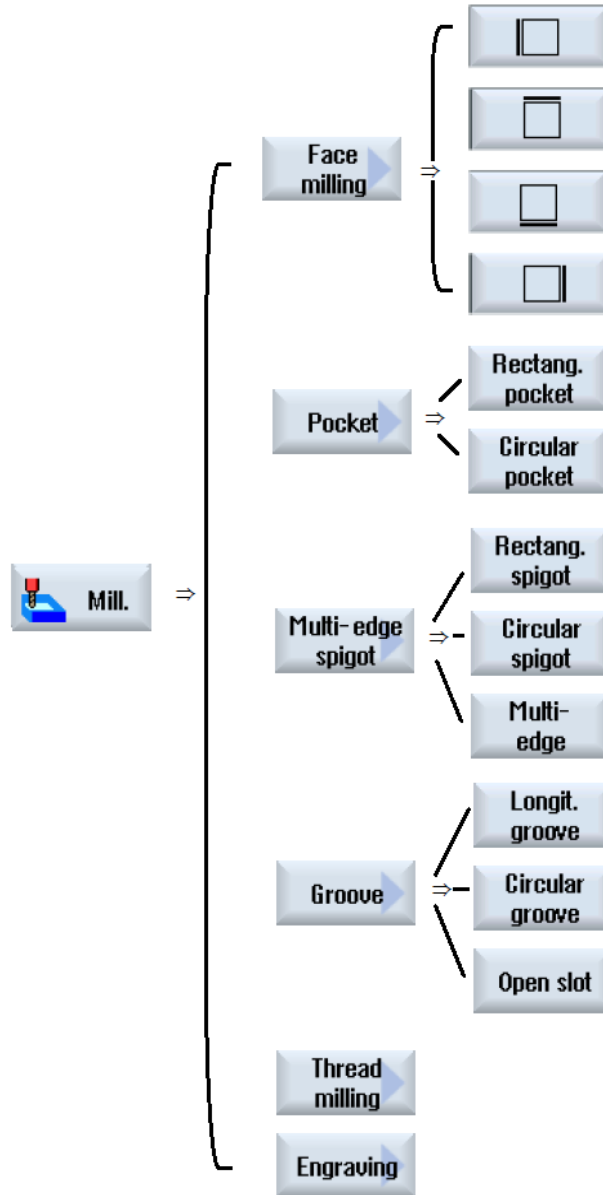 Face
milling
Rectang.
pocket
Pocket
Circular
pocket
Mill.
Rectang.
spigot
Multi-edge
spigot
Circular
spigot
Multi-
edge
Longit.
groove
Groove
Circular
groove
Open slot
Thread
milling
Engraving